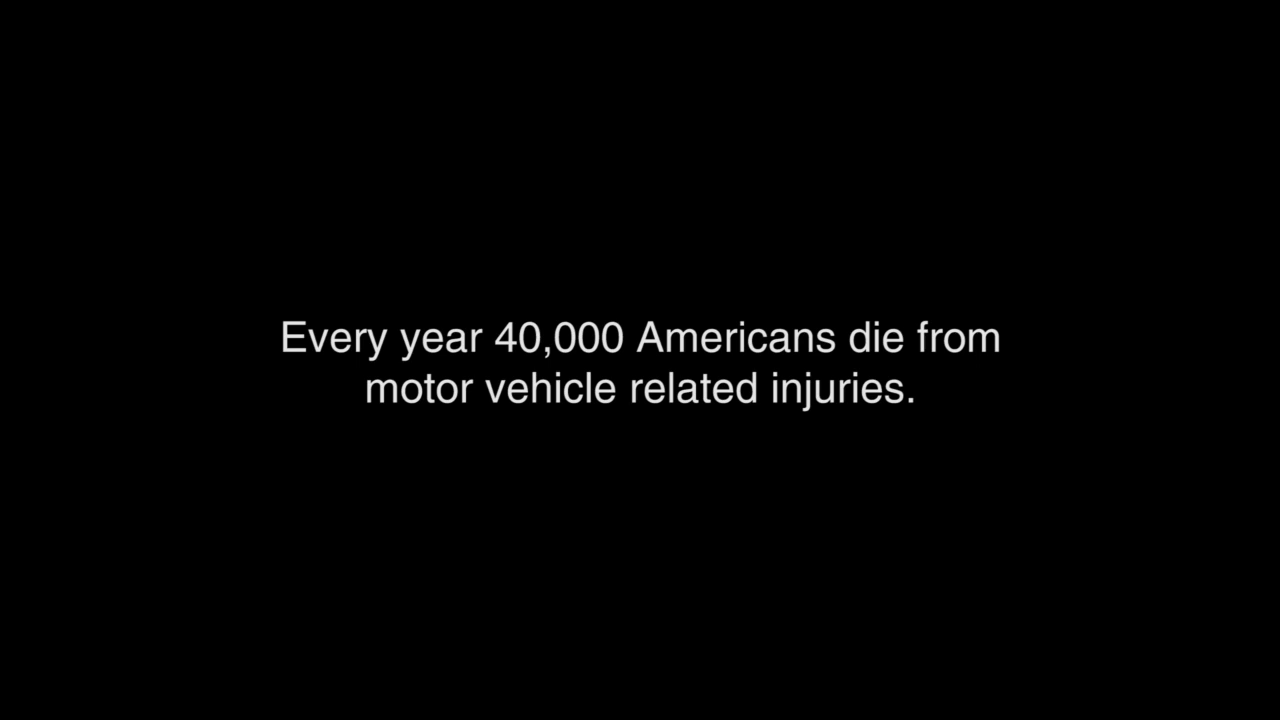 Every year 40,000 Americans die from
motor vehicle related injuries.